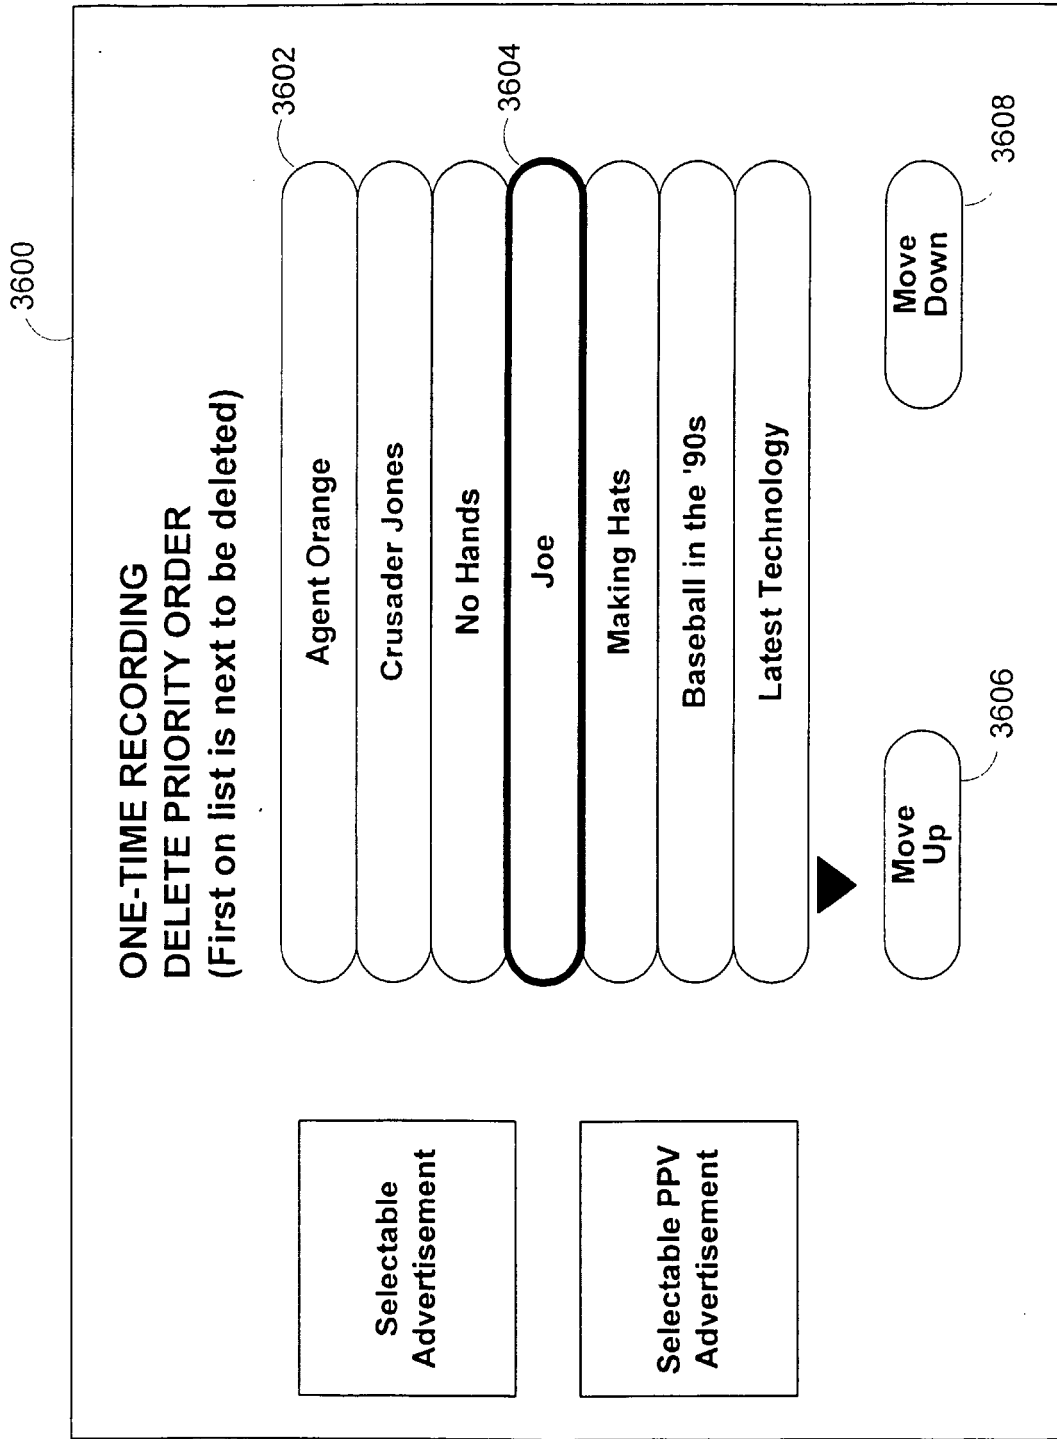 3600
ONE-TIME RECORDING
DELETE PRIORITY ORDER
(First on list is next to be deleted)
3602
Agent Orange
Crusader Jones
No Hands
3604
Joe
Making Hats
Baseball in the '90s
Latest Technology
Move
Up
3606
Move
Down
3608
Selectable
Advertisement
Selectable PPV
Advertisement